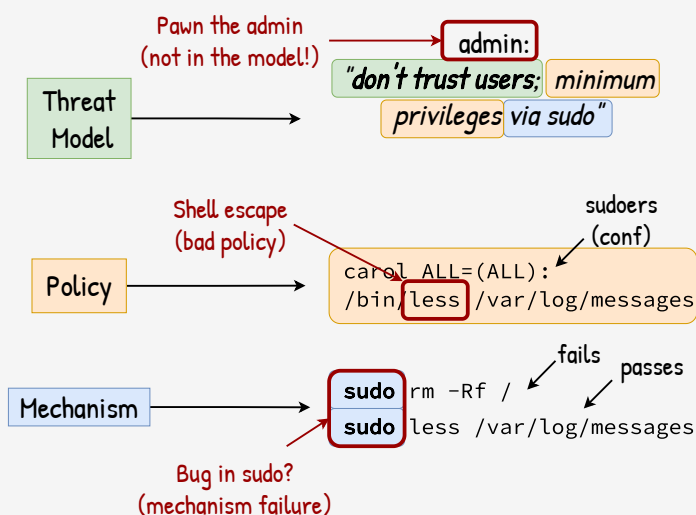 Pawn the admin
(not in the model!)
admin:
"don't trust users; minimum
privileges via sudo"
Threat
Model
Shell escape
(bad policy)
sudoers
(conf)
Policy
carol ALL=(ALL):
/bin/less /var/log/messages
fails
passes
Mechanism
sudo rm -Rf /
sudo less /var/log/messages
Bug in sudo?
(mechanism failure)